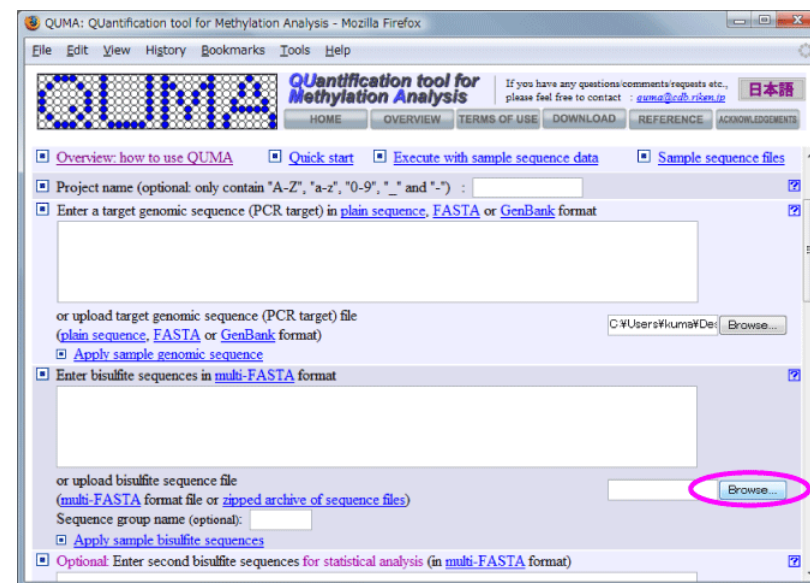 QUMA: QUantification tool for Methylation Analysis - Mozilla Firefox
File Edit View History Bookmarks Tools Help
QUMA
QUantification tool for
Methylation Analysis
If you have any questions/comments/requests etc.,
please feel free to contact : quma@cdb.riken.jp
日本語
HOME OVERVIEW TERMS OF USE DOWNLOAD REFERENCE ACKNOWLEDGEMENTS
Overview: how to use QUMA Quick start Execute with sample sequence data Sample sequence files
Project name (optional: only contain "A-Z", "a-z", "0-9", "_" and "-") : ?
Enter a target genomic sequence (PCR target) in plain sequence, FASTA or GenBank format ?
or upload target genomic sequence (PCR target) file
(plain sequence, FASTA or GenBank format)
C:¥Users¥kuma¥De Browse...
Apply sample genomic sequence
Enter bisulfite sequences in multi-FASTA format ?
or upload bisulfite sequence file
(multi-FASTA format file or zipped archive of sequence files)
Browse...
Sequence group name (optional):
Apply sample bisulfite sequences
Optional: Enter second bisulfite sequences for statistical analysis (in multi-FASTA format) ?